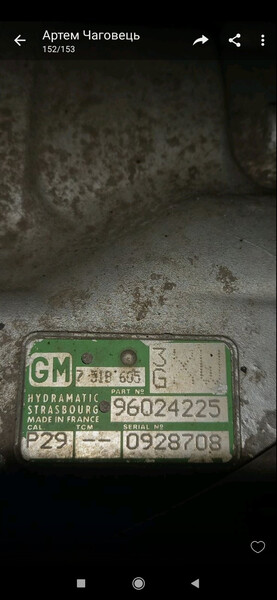 Артем Чаговець
152/153
GM
7 31B 605
3
G
HYDRAMATIC
STRASBOURG
MADE IN FRANCE
PART Nº
96024225
CAL. TCM SERIAL Nº
P29 -- 0928708